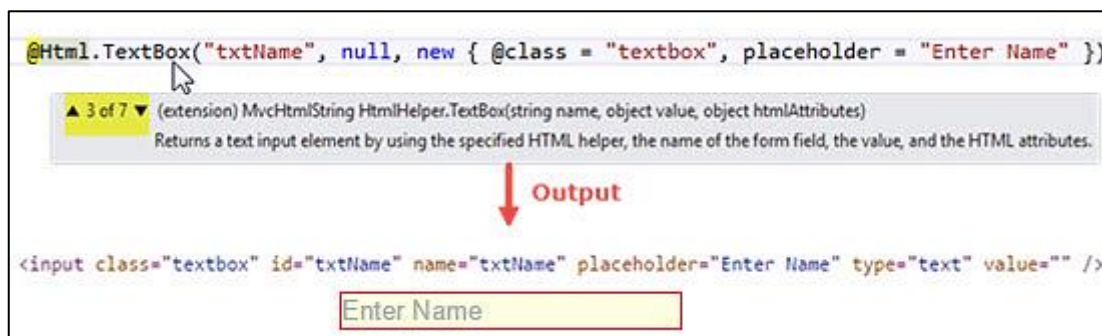 @Html.TextBox("txtName", null, new { @class = "textbox", placeholder = "Enter Name" })
▲ 3 of 7 ▼ (extension) MvcHtmlString HtmlHelper.TextBox(string name, object value, object htmlAttributes)
Returns a text input element by using the specified HTML helper, the name of the form field, the value, and the HTML attributes.
Output
<input class="textbox" id="txtName" name="txtName" placeholder="Enter Name" type="text" value="" />
Enter Name